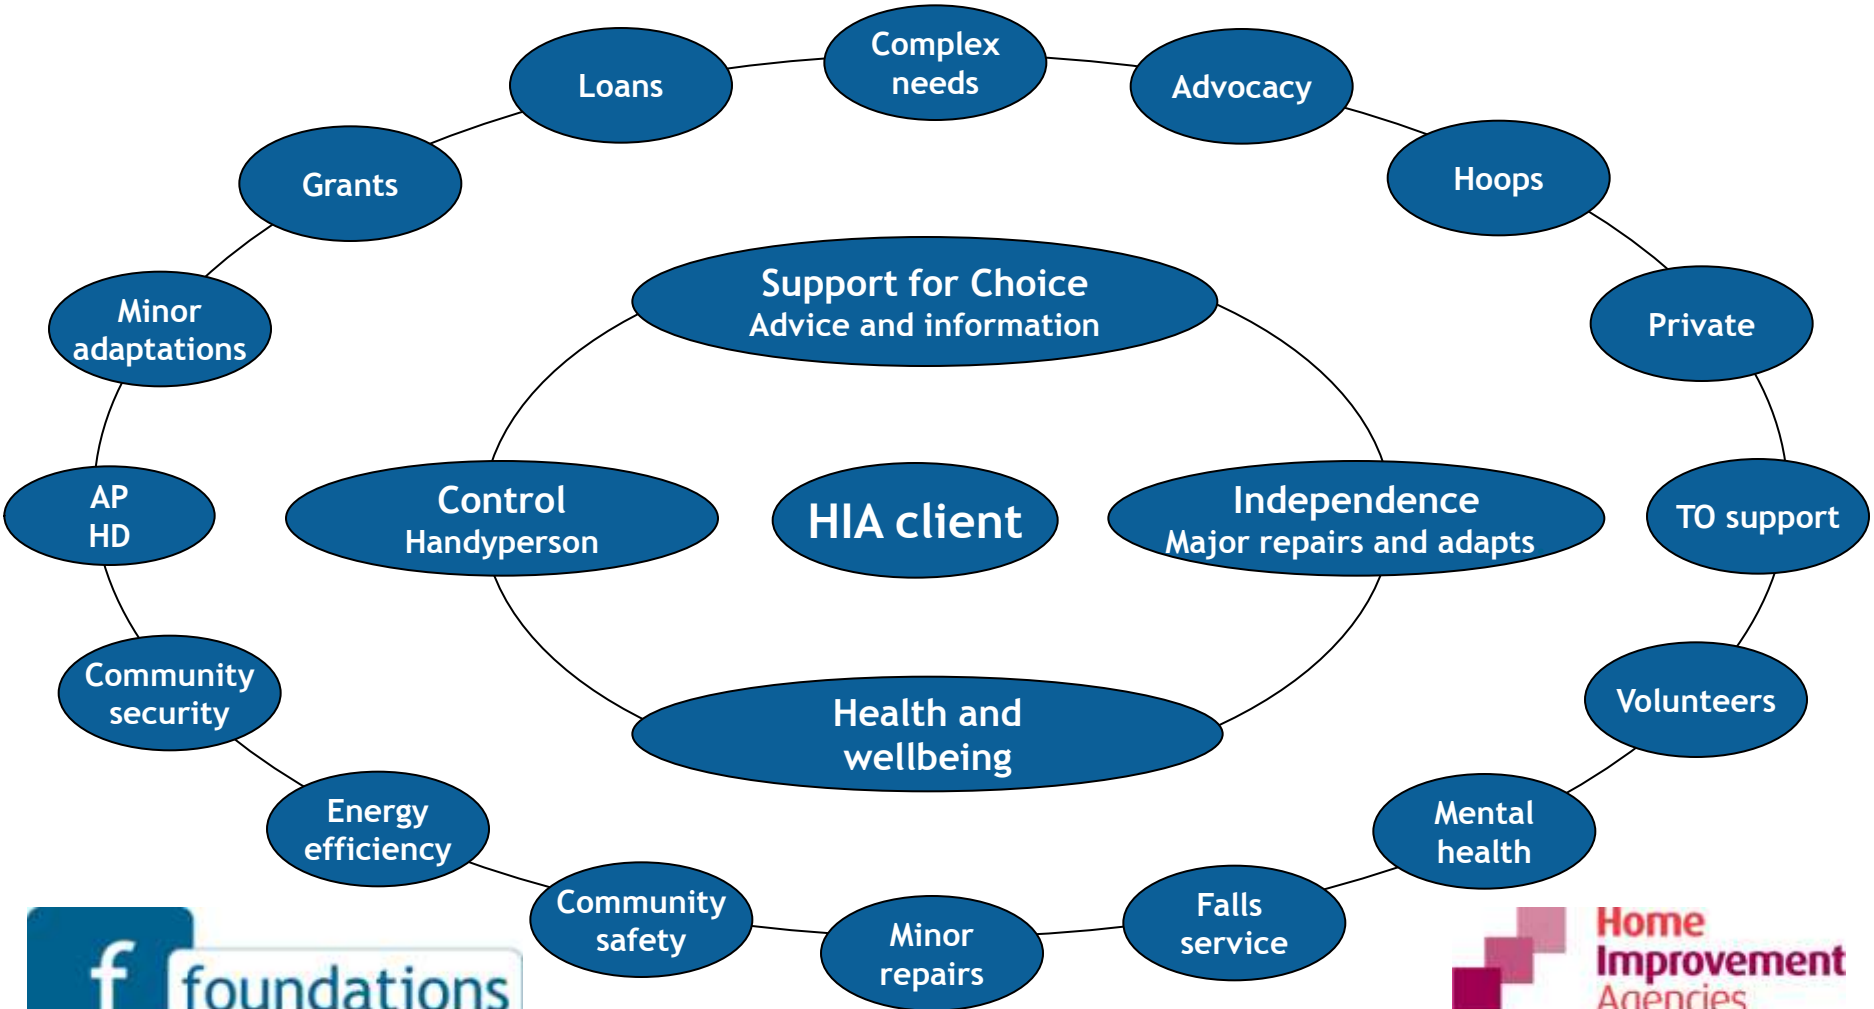 Complex
needs
Loans
Advocacy
Grants
Hoops
Support for Choice
Advice and information
Minor
adaptations
Private
AP
HD
Control
Handyperson
HIA client
Independence
Major repairs and adapts
TO support
Community
security
Volunteers
Health and
wellbeing
Energy
efficiency
Mental
health
Community
safety
Minor
repairs
Falls
service
f foundations
Home
Improvement
Agencies